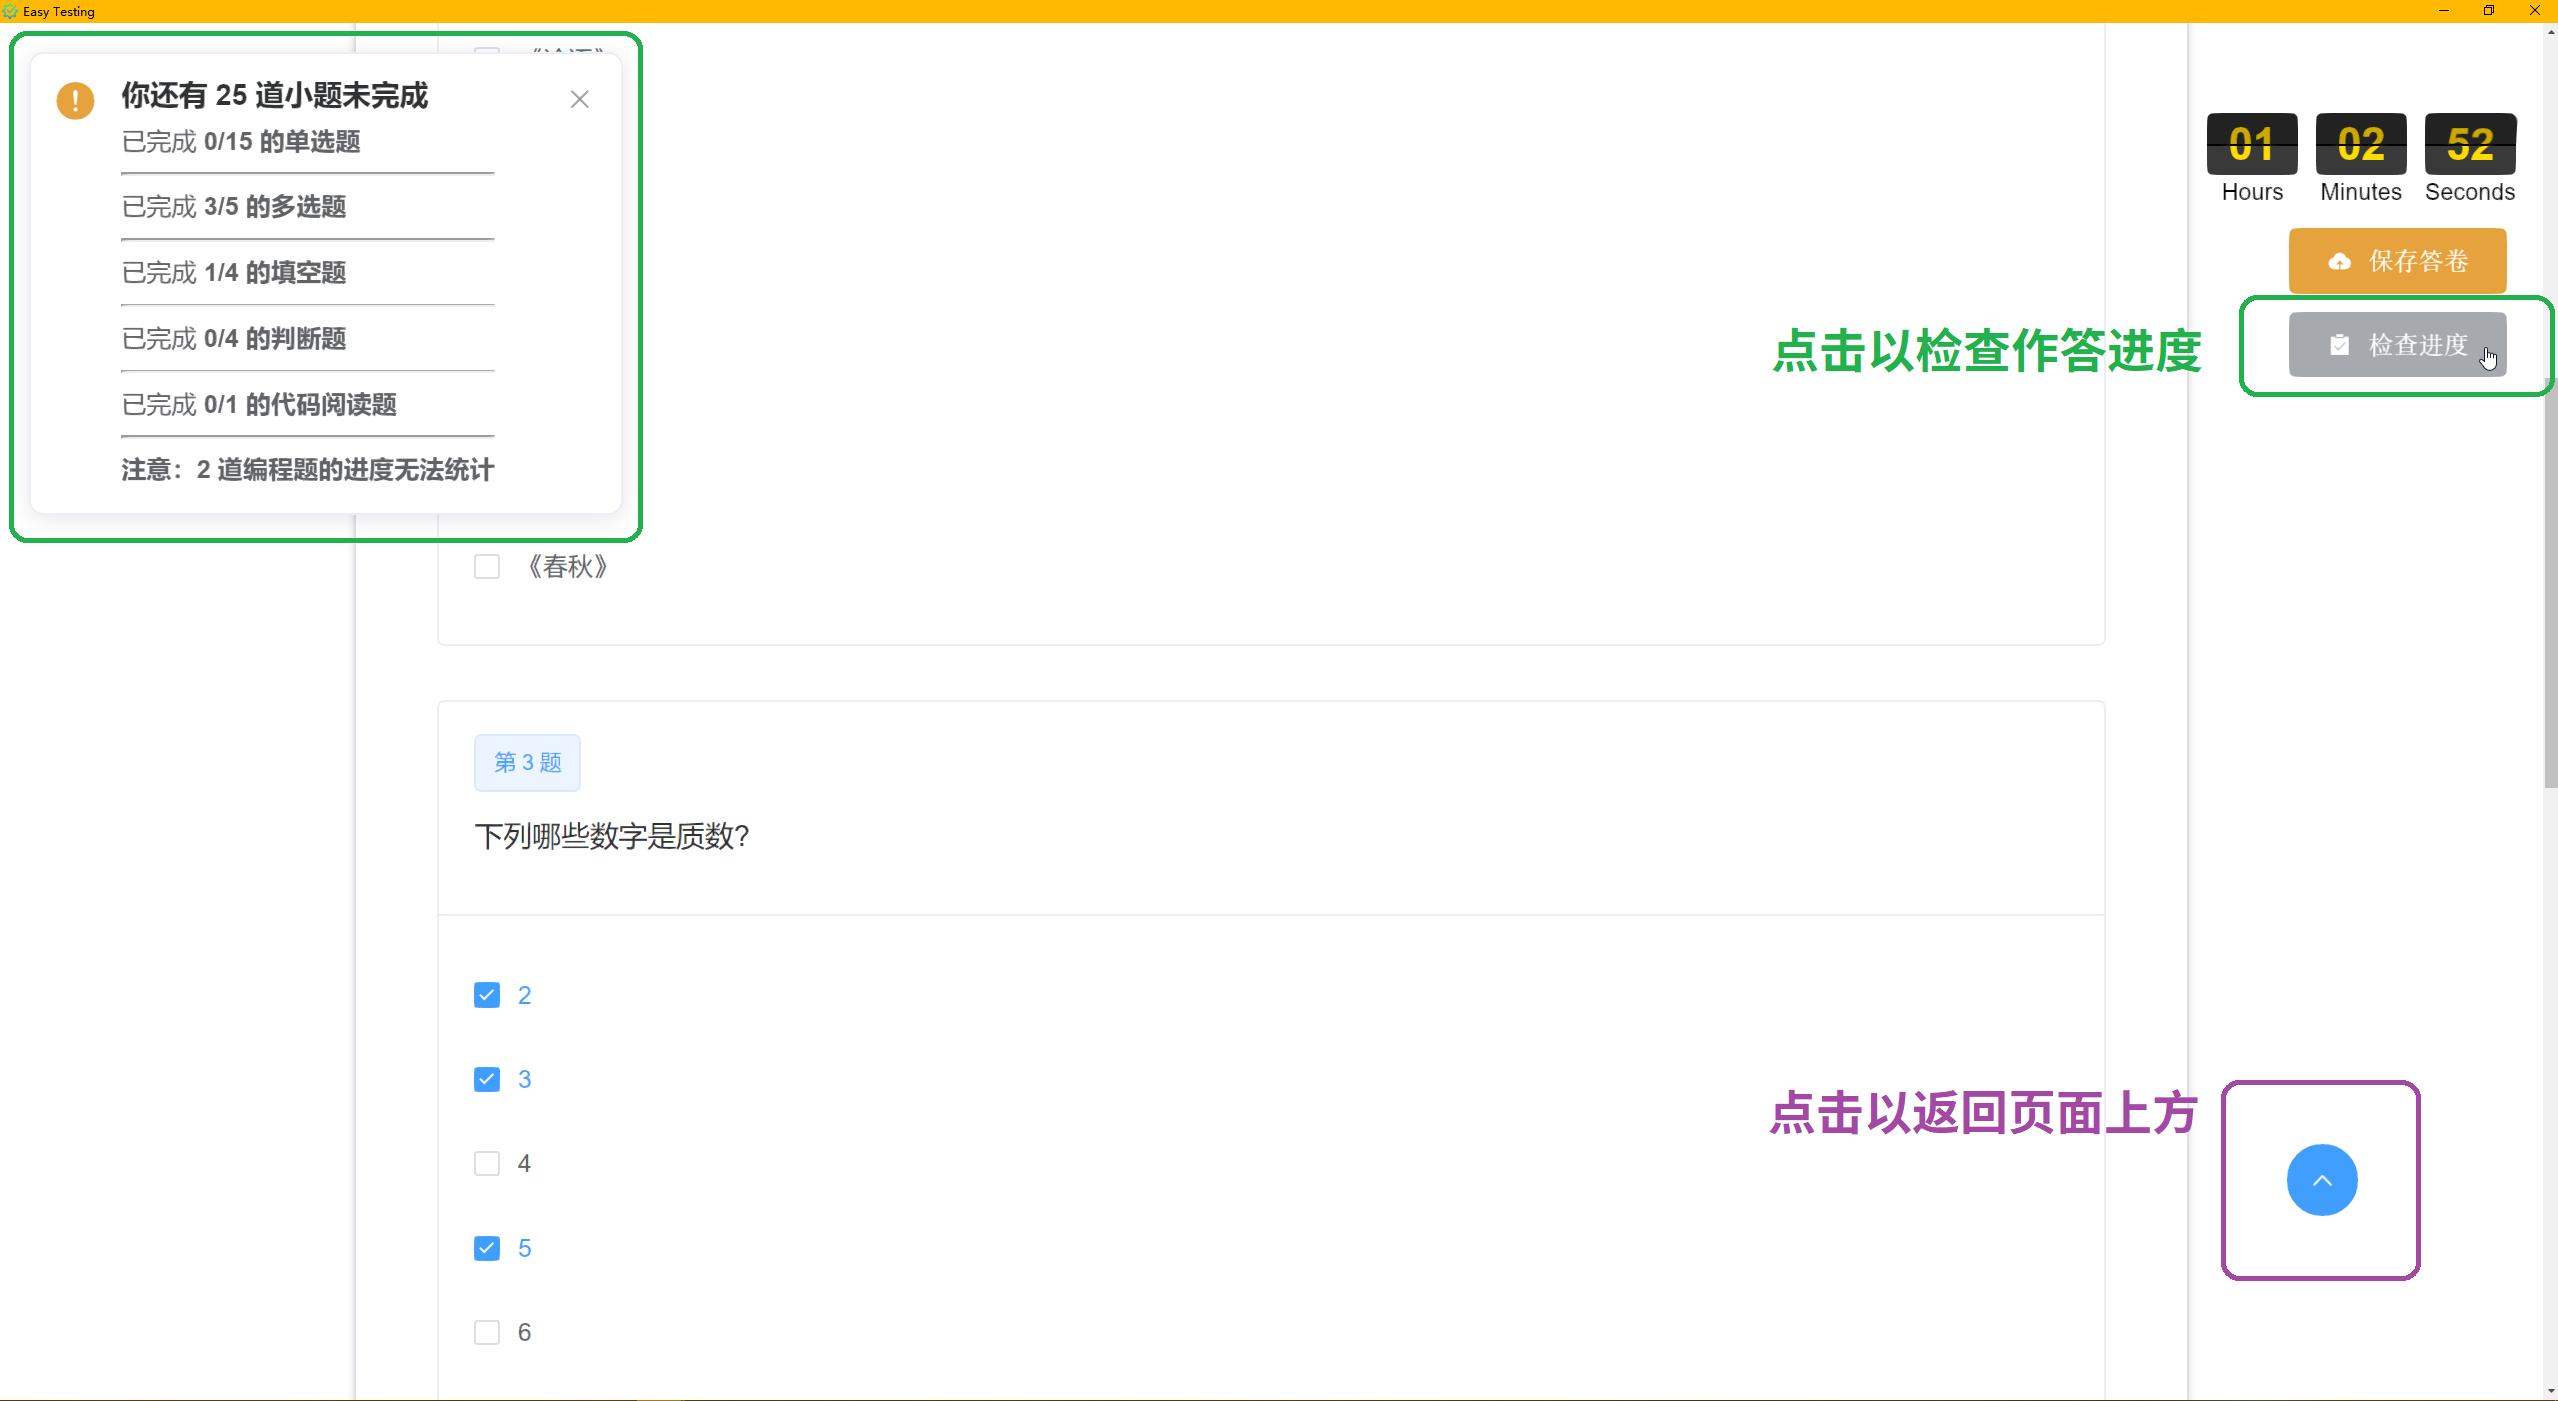 Easy Testing
你还有 25 道小题未完成
已完成 0/15 的单选题
已完成 3/5 的多选题
已完成 1/4 的填空题
已完成 0/4 的判断题
已完成 0/1 的代码阅读题
注意：2 道编程题的进度无法统计
01 02 52
Hours Minutes Seconds
保存答卷
点击以检查作答进度
检查进度
《春秋》
第 3 题
下列哪些数字是质数?
2
3
4
5
6
点击以返回页面上方